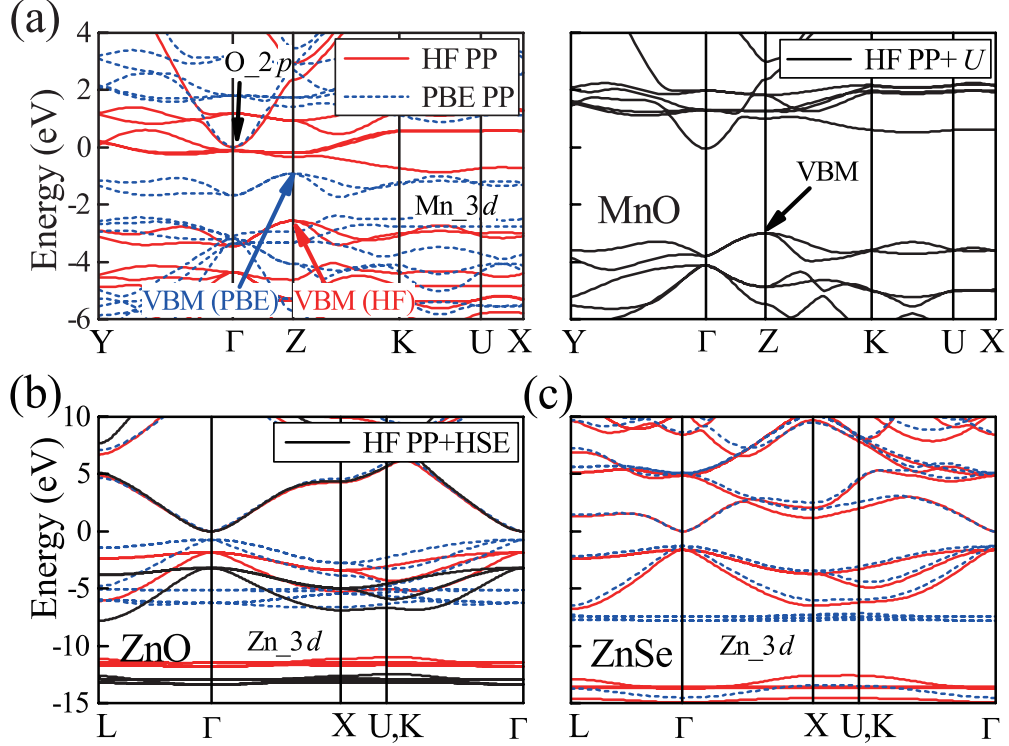 (a)
4
2
0
-2
-4
-6
Energy (eV)
O_2p
HF PP
PBE PP
Mn_3d
VBM (PBE)
VBM (HF)
Y Γ Z K U X
HF PP+ U
VBM
MnO
Y Γ Z K U X
(b)
10
5
0
-5
-10
-15
Energy (eV)
HF PP+HSE
ZnO
Zn_3d
L Γ X U,K Γ
(c)
ZnSe
Zn_3d
L Γ X U,K Γ